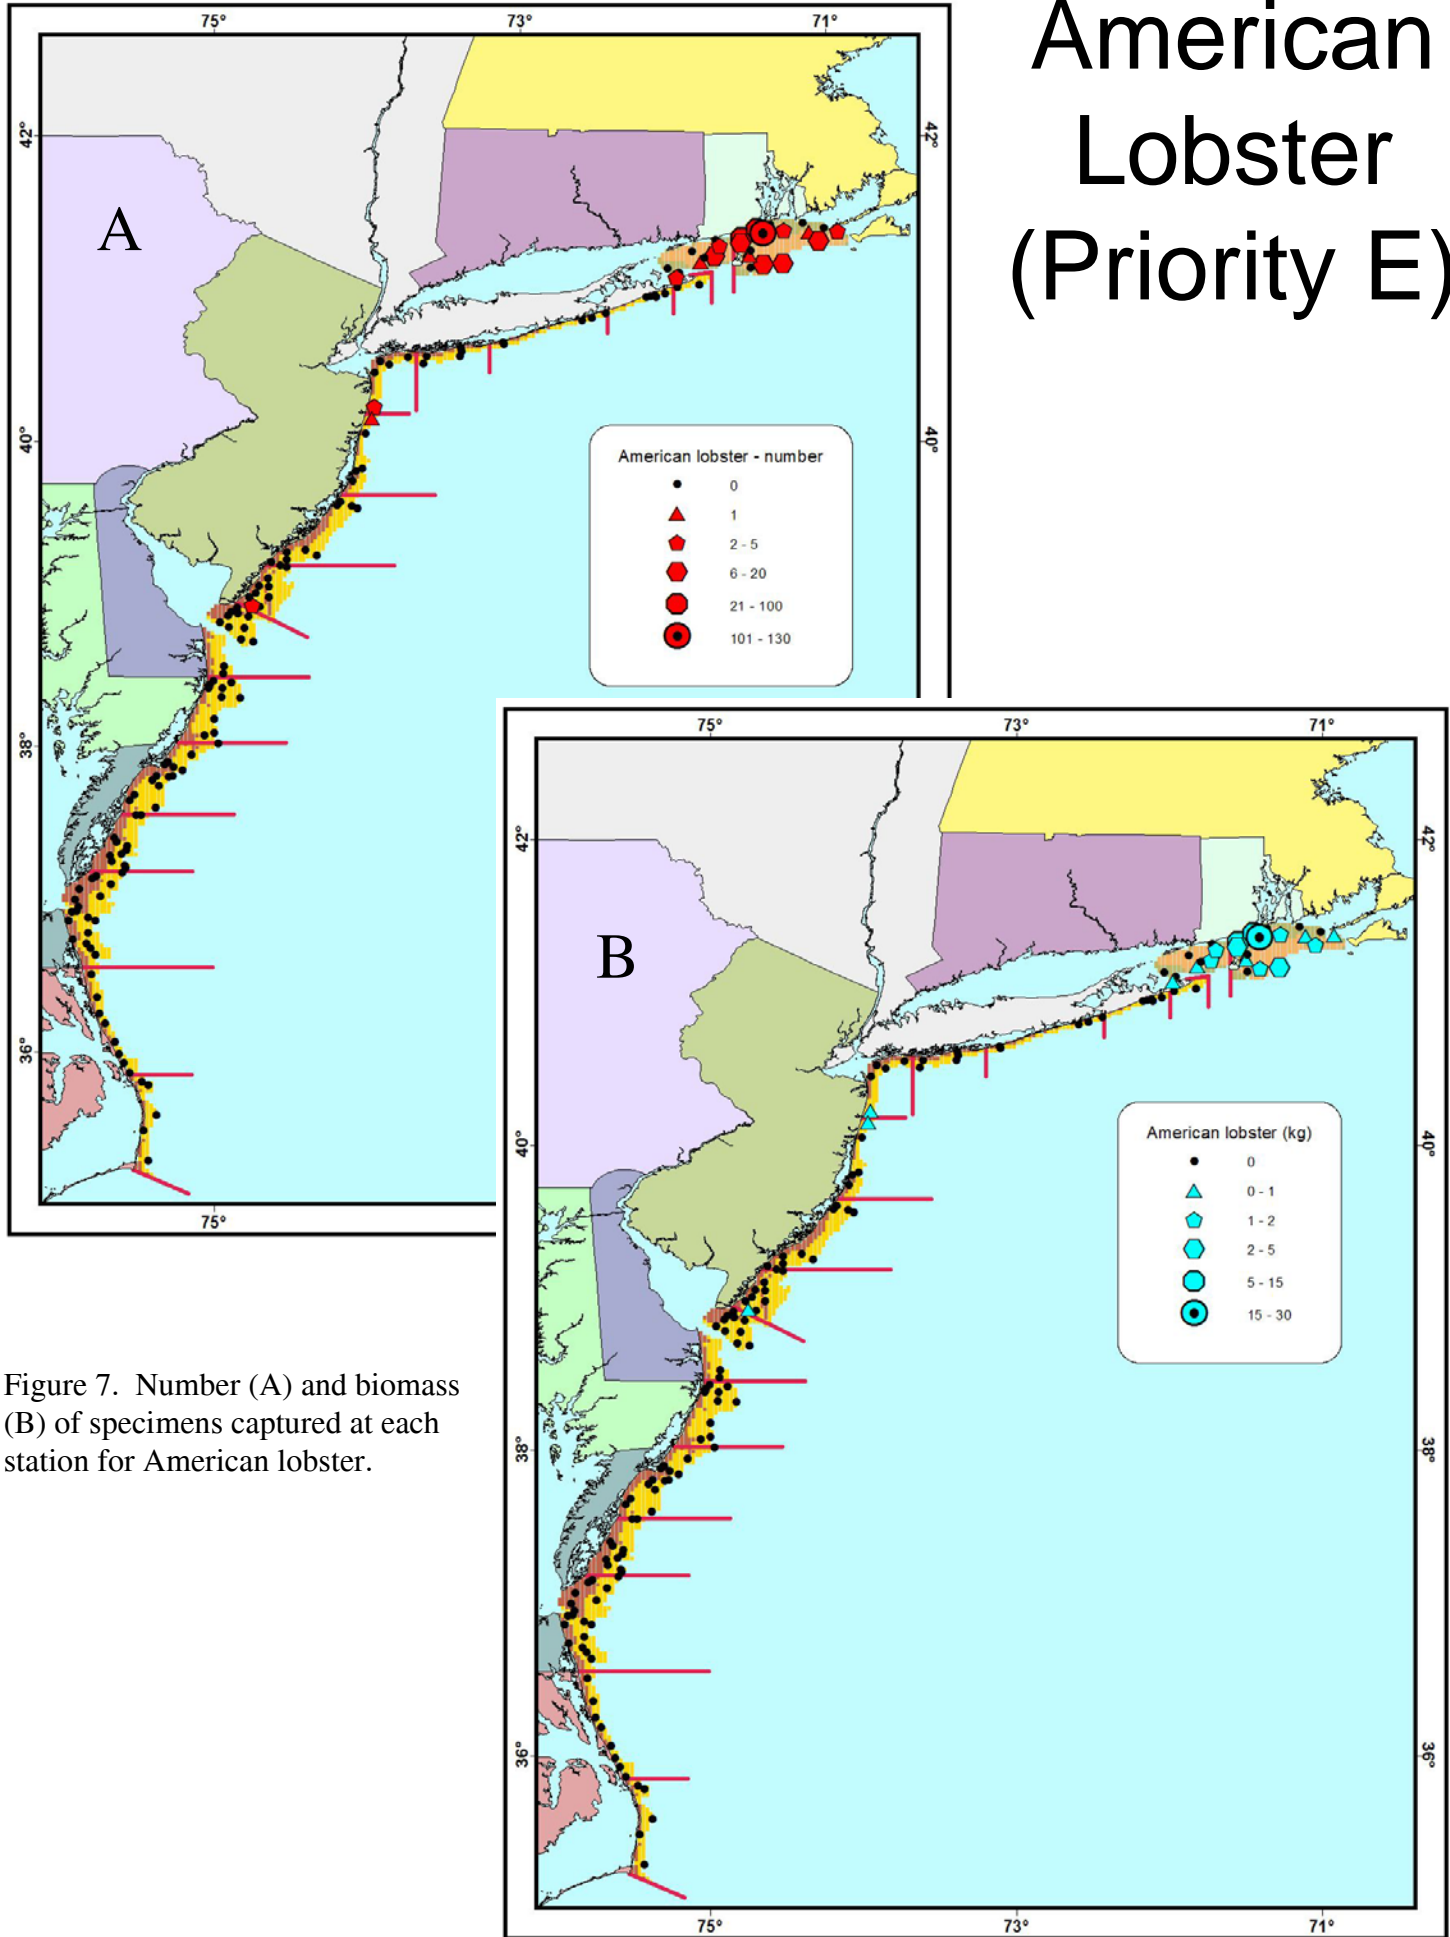 American
Lobster
(Priority E)
75°
73°
71°
42°
42°
A
40°
40°
American lobster - number
0
1
2 - 5
6 - 20
21 - 100
101 - 130
38°
36°
75°
75°
73°
71°
42°
42°
B
40°
40°
American lobster (kg)
0
0 - 1
1 - 2
2 - 5
5 - 15
15 - 30
38°
38°
36°
36°
75°
73°
71°
Figure 7. Number (A) and biomass
(B) of specimens captured at each
station for American lobster.